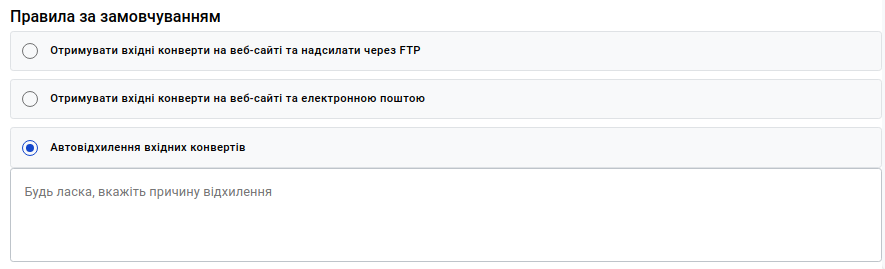 Правила за замовчуванням
Отримувати вхідні конверти на веб-сайті та надсилати через FTP
Отримувати вхідні конверти на веб-сайті та електронною поштою
Автовідхилення вхідних конвертів
Будь ласка, вкажіть причину відхилення